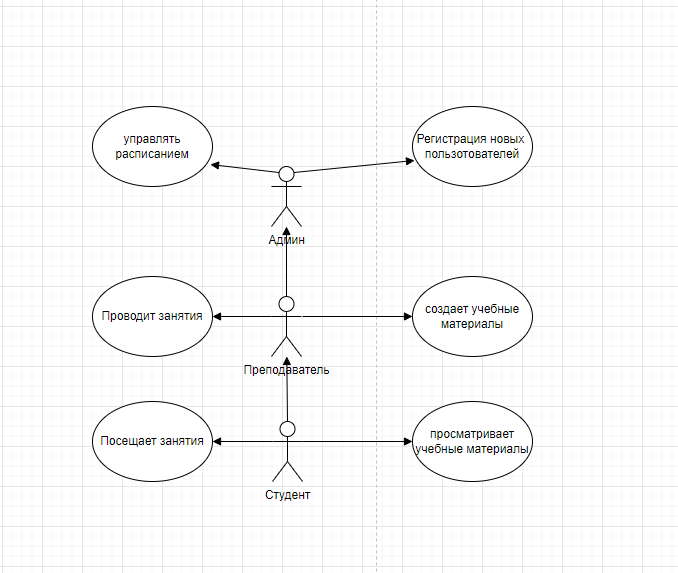 управлять
расписанием
Регистрация новых
пользотователей
Админ
Проводит занятия
создает учебные
материалы
Преподаватель
Посещает занятия
просматривает
учебные материалы
Студент